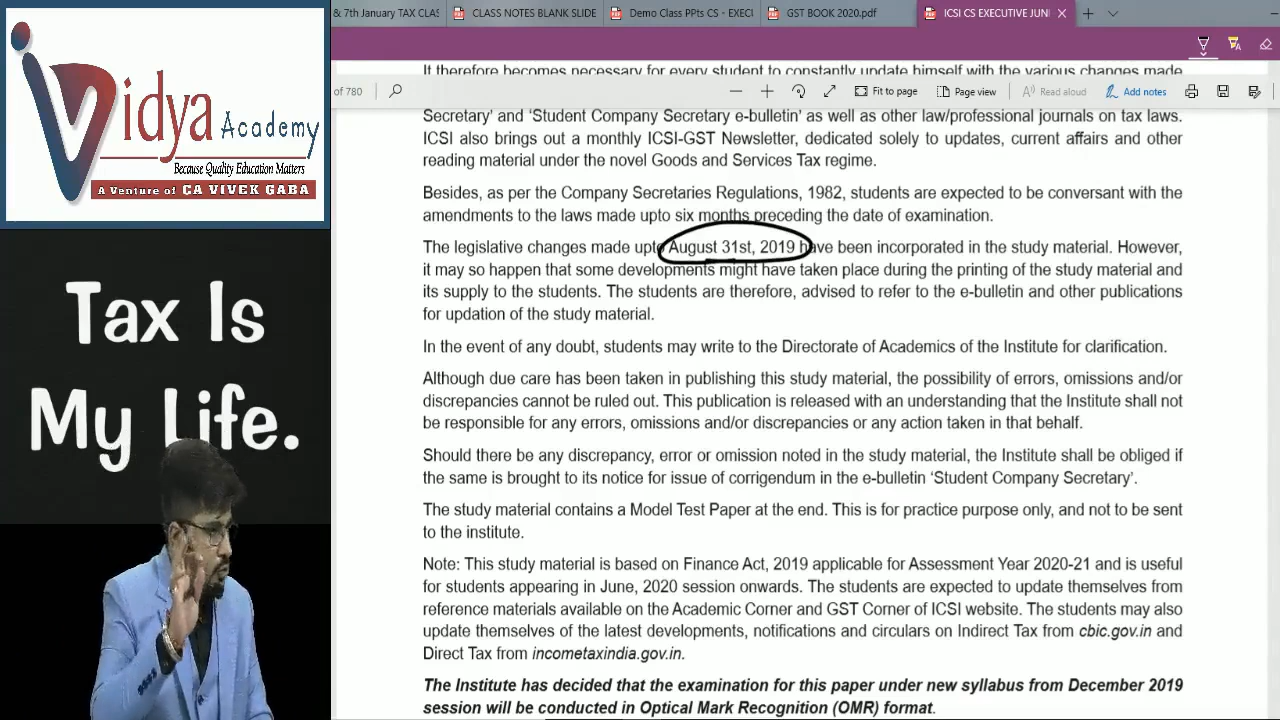 Vidya Academy
Because Quality Education Matters
A Venture of CA VIVEK GABA
Tax Is
My Life.
& 7th January TAX CLAS
CLASS NOTES BLANK SLIDE
Demo Class PPts CS - EXECU
GST BOOK 2020.pdf
ICSI CS EXECUTIVE JUNI
of 780
Fit to page
Page view
Read aloud
Add notes
It therefore becomes necessary for every student to constantly update himself with the various changes made
Secretary' and 'Student Company Secretary e-bulletin' as well as other law/professional journals on tax laws.
ICSI also brings out a monthly ICSI-GST Newsletter, dedicated solely to updates, current affairs and other
reading material under the novel Goods and Services Tax regime.
Besides, as per the Company Secretaries Regulations, 1982, students are expected to be conversant with the
amendments to the laws made upto six months preceding the date of examination.
The legislative changes made upto August 31st, 2019 have been incorporated in the study material. However,
it may so happen that some developments might have taken place during the printing of the study material and
its supply to the students. The students are therefore, advised to refer to the e-bulletin and other publications
for updation of the study material.
In the event of any doubt, students may write to the Directorate of Academics of the Institute for clarification.
Although due care has been taken in publishing this study material, the possibility of errors, omissions and/or
discrepancies cannot be ruled out. This publication is released with an understanding that the Institute shall not
be responsible for any errors, omissions and/or discrepancies or any action taken in that behalf.
Should there be any discrepancy, error or omission noted in the study material, the Institute shall be obliged if
the same is brought to its notice for issue of corrigendum in the e-bulletin 'Student Company Secretary'.
The study material contains a Model Test Paper at the end. This is for practice purpose only, and not to be sent
to the institute.
Note: This study material is based on Finance Act, 2019 applicable for Assessment Year 2020-21 and is useful
for students appearing in June, 2020 session onwards. The students are expected to update themselves from
reference materials available on the Academic Corner and GST Corner of ICSI website. The students may also
update themselves of the latest developments, notifications and circulars on Indirect Tax from cbic.gov.in and
Direct Tax from incometaxindia.gov.in.
The Institute has decided that the examination for this paper under new syllabus from December 2019
session will be conducted in Optical Mark Recognition (OMR) format.